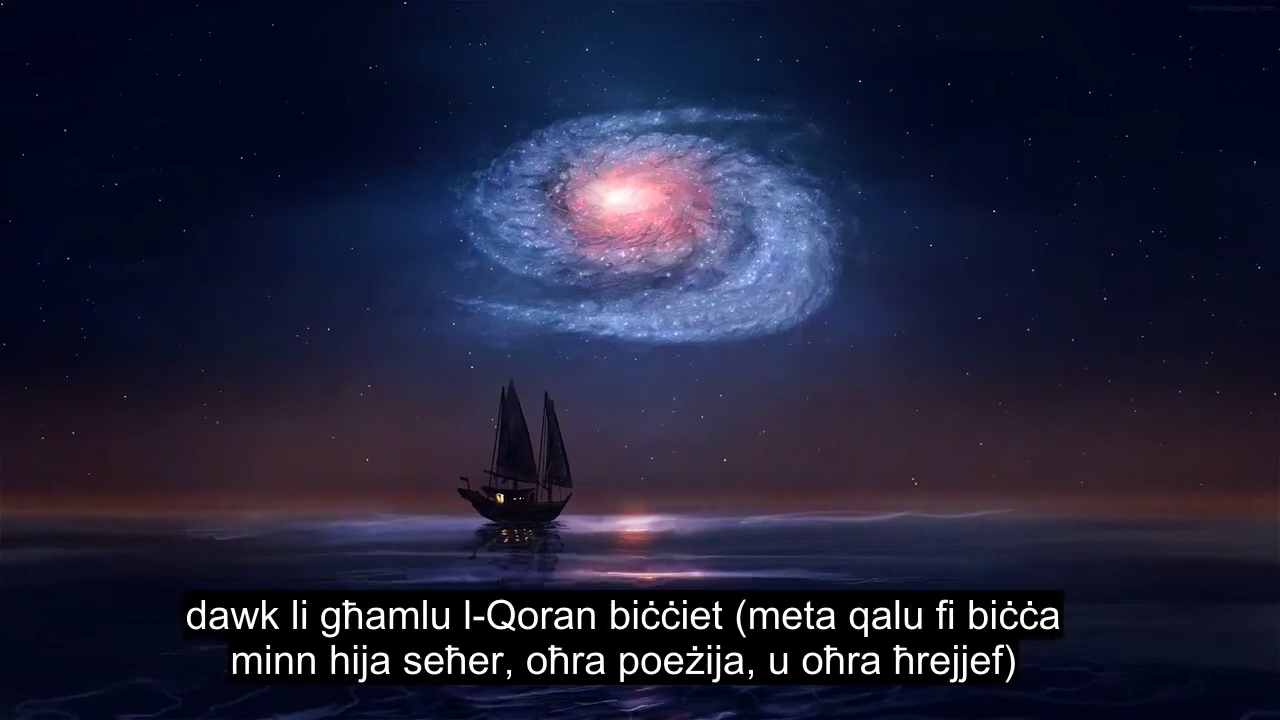 dawk li għamlu l-Qoran biċċiet (meta qalu fi biċċa
minn hija seħer, oħra poeżija, u oħra ħrejjef)